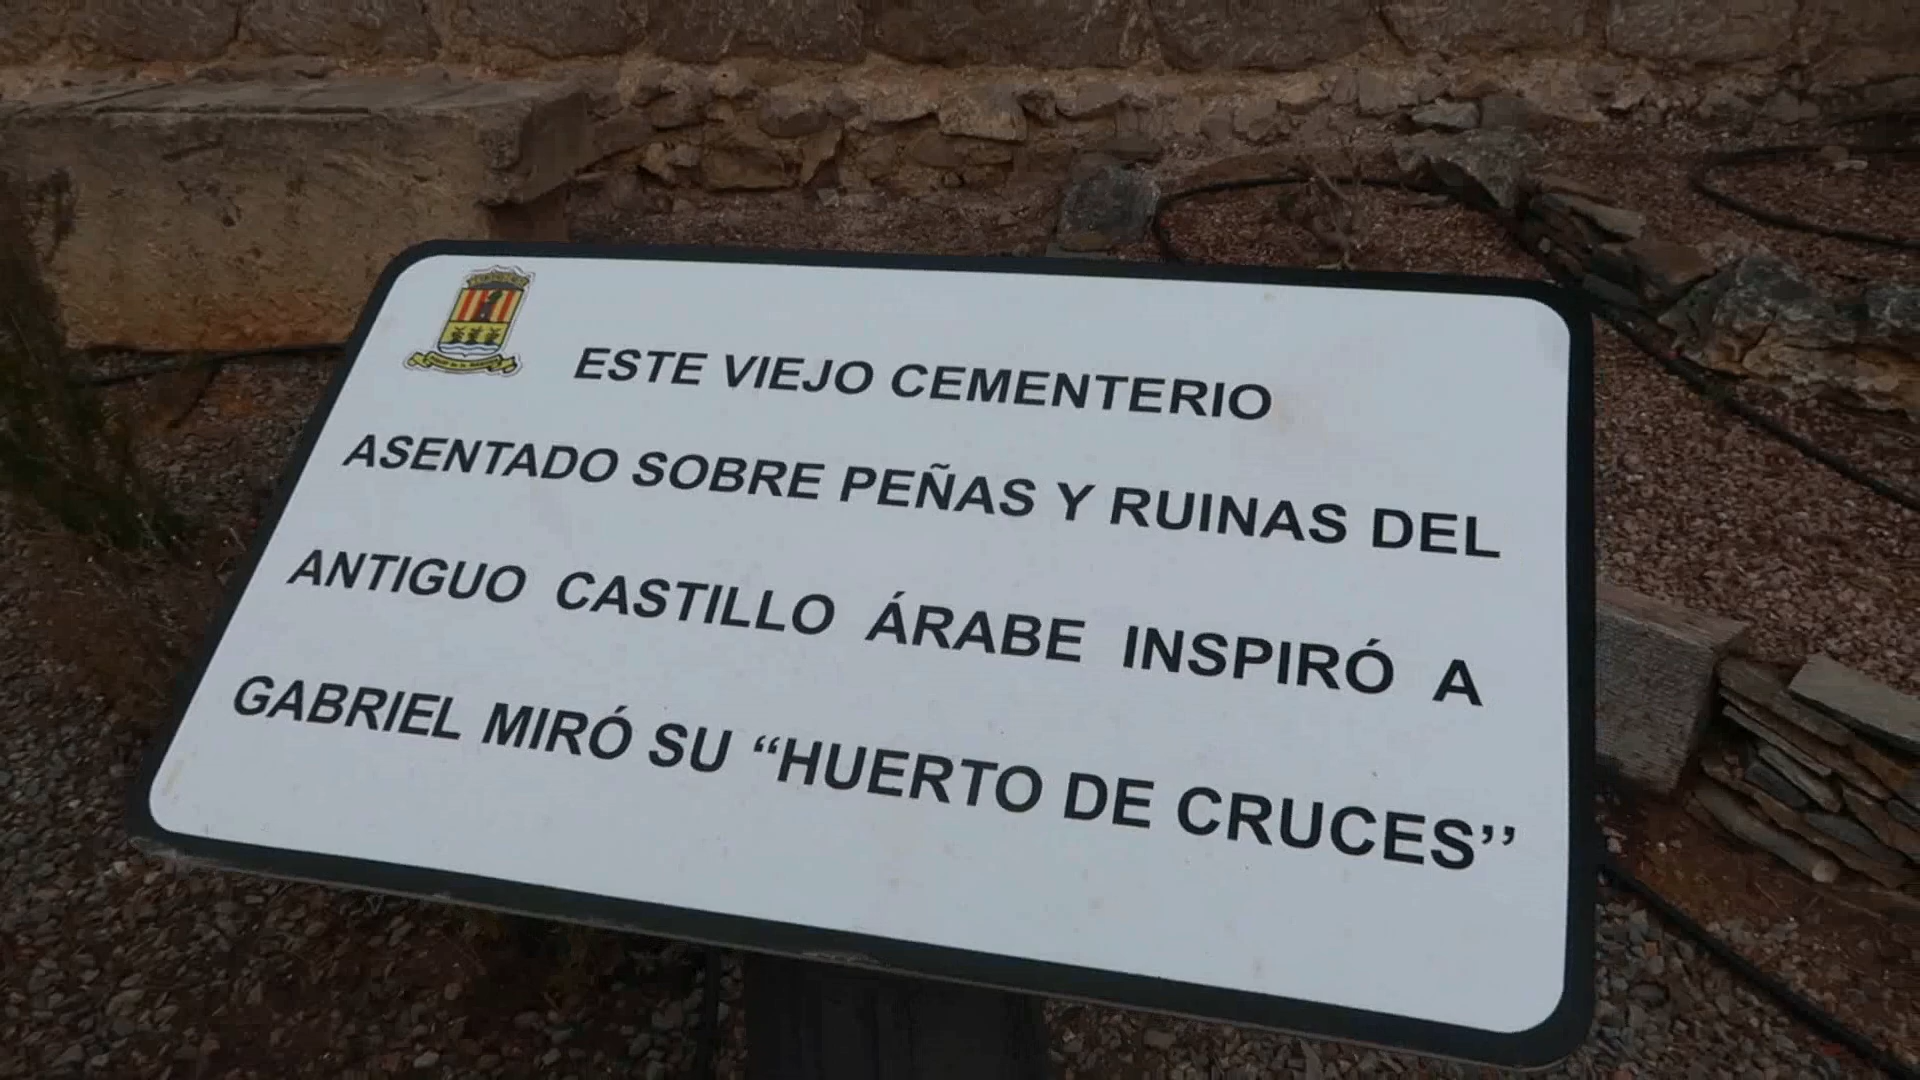 ESTE VIEJO CEMENTERIO
ASENTADO SOBRE PEÑAS Y RUINAS DEL
ANTIGUO CASTILLO ÁRABE INSPIRÓ A
GABRIEL MIRÓ SU “HUERTO DE CRUCES”